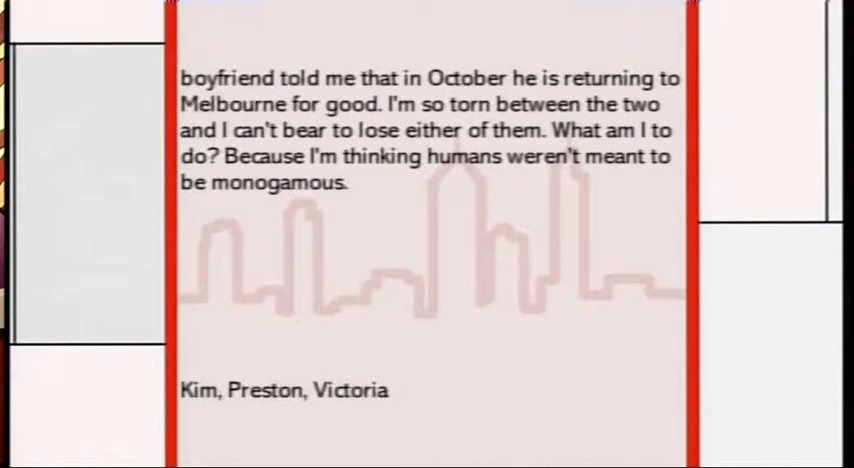 boyfriend told me that in October he is returning to
Melbourne for good. I'm so torn between the two
and I can't bear to lose either of them. What am I to
do? Because I'm thinking humans weren't meant to
be monogamous.
Kim, Preston, Victoria